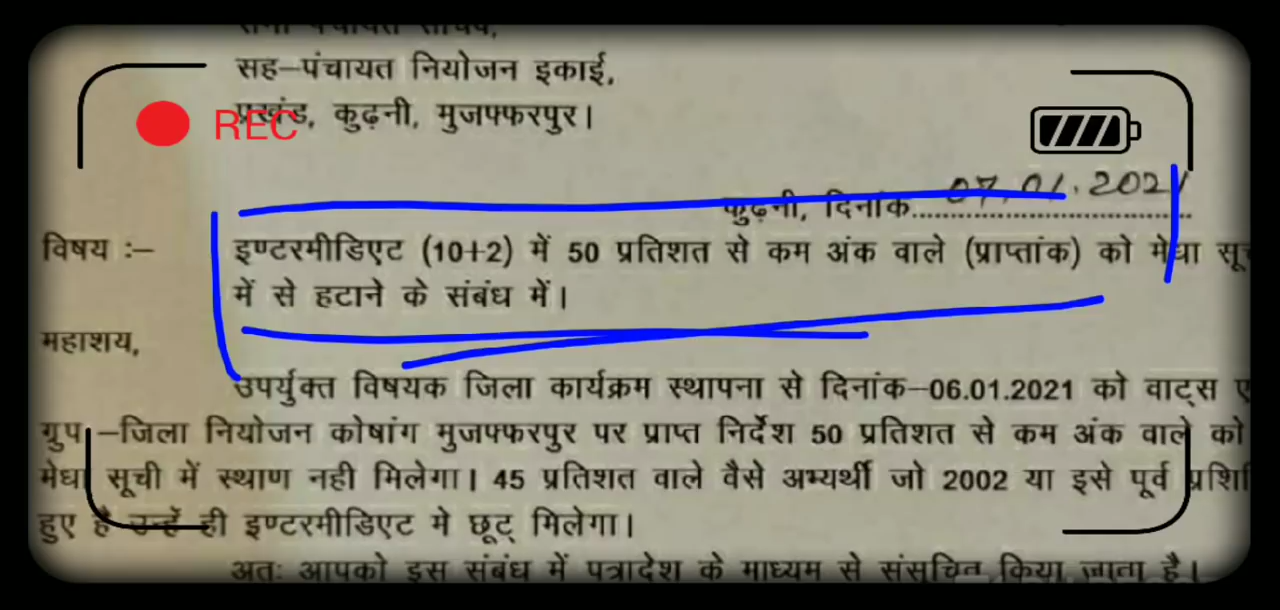 सह–पंचायत नियोजन इकाई,
प्रखंड, कुढ़नी, मुजफ्फरपुर।
REC
कुढ़नी, दिनांक 07.01.2021
विषय :– इण्टरमीडिएट (10+2) में 50 प्रतिशत से कम अंक वाले (प्राप्तांक) को मेधा
में से हटाने के संबंध में।
महाशय,
उपर्युक्त विषयक जिला कार्यक्रम स्थापना से दिनांक–06.01.2021 को वाट्स
ग्रुप –जिला नियोजन कोषांग मुजफ्फरपुर पर प्राप्त निर्देश 50 प्रतिशत से कम अंक वाले को
मेधा सूची में स्थाण नही मिलेगा। 45 प्रतिशत वाले वैसे अभ्यर्थी जो 2002 या इसे पूर्व
हुए है उन्हें ही इण्टरमीडिएट मे छूट् मिलेगा।
अतः आपको इस संबंध में पत्रादेश के माध्यम से संसूचित किया जाता है।